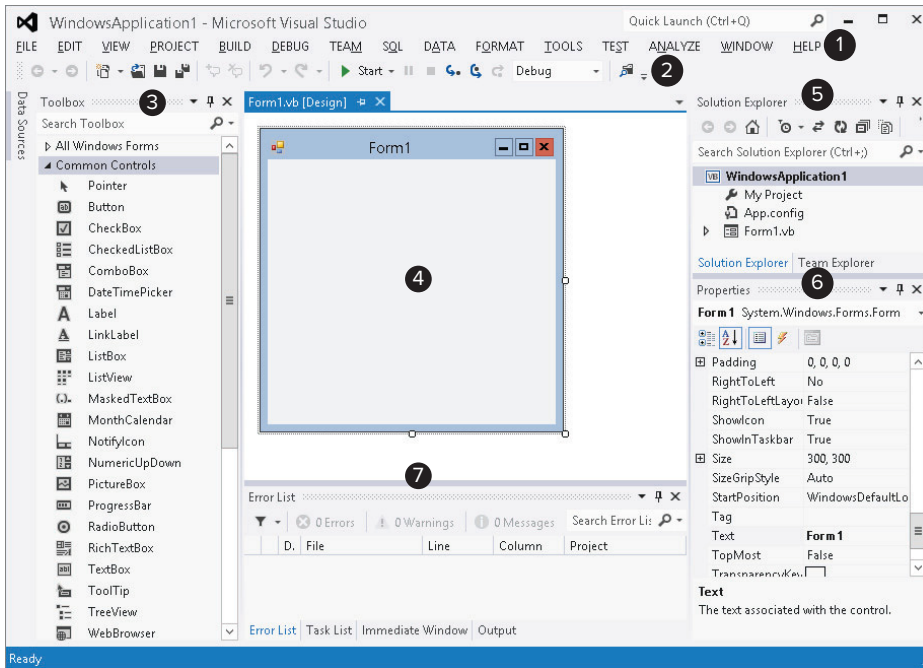 WindowsApplication1 - Microsoft Visual Studio
Quick Launch (Ctrl+Q)
FILE EDIT VIEW PROJECT BUILD DEBUG TEAM SQL DATA FORMAT TOOLS TEST ANALYZE WINDOW HELP 1
Start Debug 2
Data Sources
Toolbox 3
Search Toolbox
All Windows Forms
Common Controls
Pointer
Button
CheckBox
CheckedListBox
ComboBox
DateTimePicker
Label
LinkLabel
ListBox
ListView
MaskedTextBox
MonthCalendar
NotifyIcon
NumericUpDown
PictureBox
ProgressBar
RadioButton
RichTextBox
TextBox
ToolTip
TreeView
WebBrowser
Form1.vb [Design]
Form1
4
7
Error List
0 Errors 0 Warnings 0 Messages Search Error Lis
D. File Line Column Project
Error List Task List Immediate Window Output
Solution Explorer 5
Search Solution Explorer (Ctrl+;)
VB WindowsApplication1
My Project
App.config
Form1.vb
Solution Explorer Team Explorer
Properties 6
Form1 System.Windows.Forms.Form
Padding 0, 0, 0, 0
RightToLeft No
RightToLeftLayou False
ShowIcon True
ShowInTaskbar True
Size 300, 300
SizeGripStyle Auto
StartPosition WindowsDefaultLo
Tag
Text Form1
TopMost False
TransparencyKey
Text
The text associated with the control.
Ready